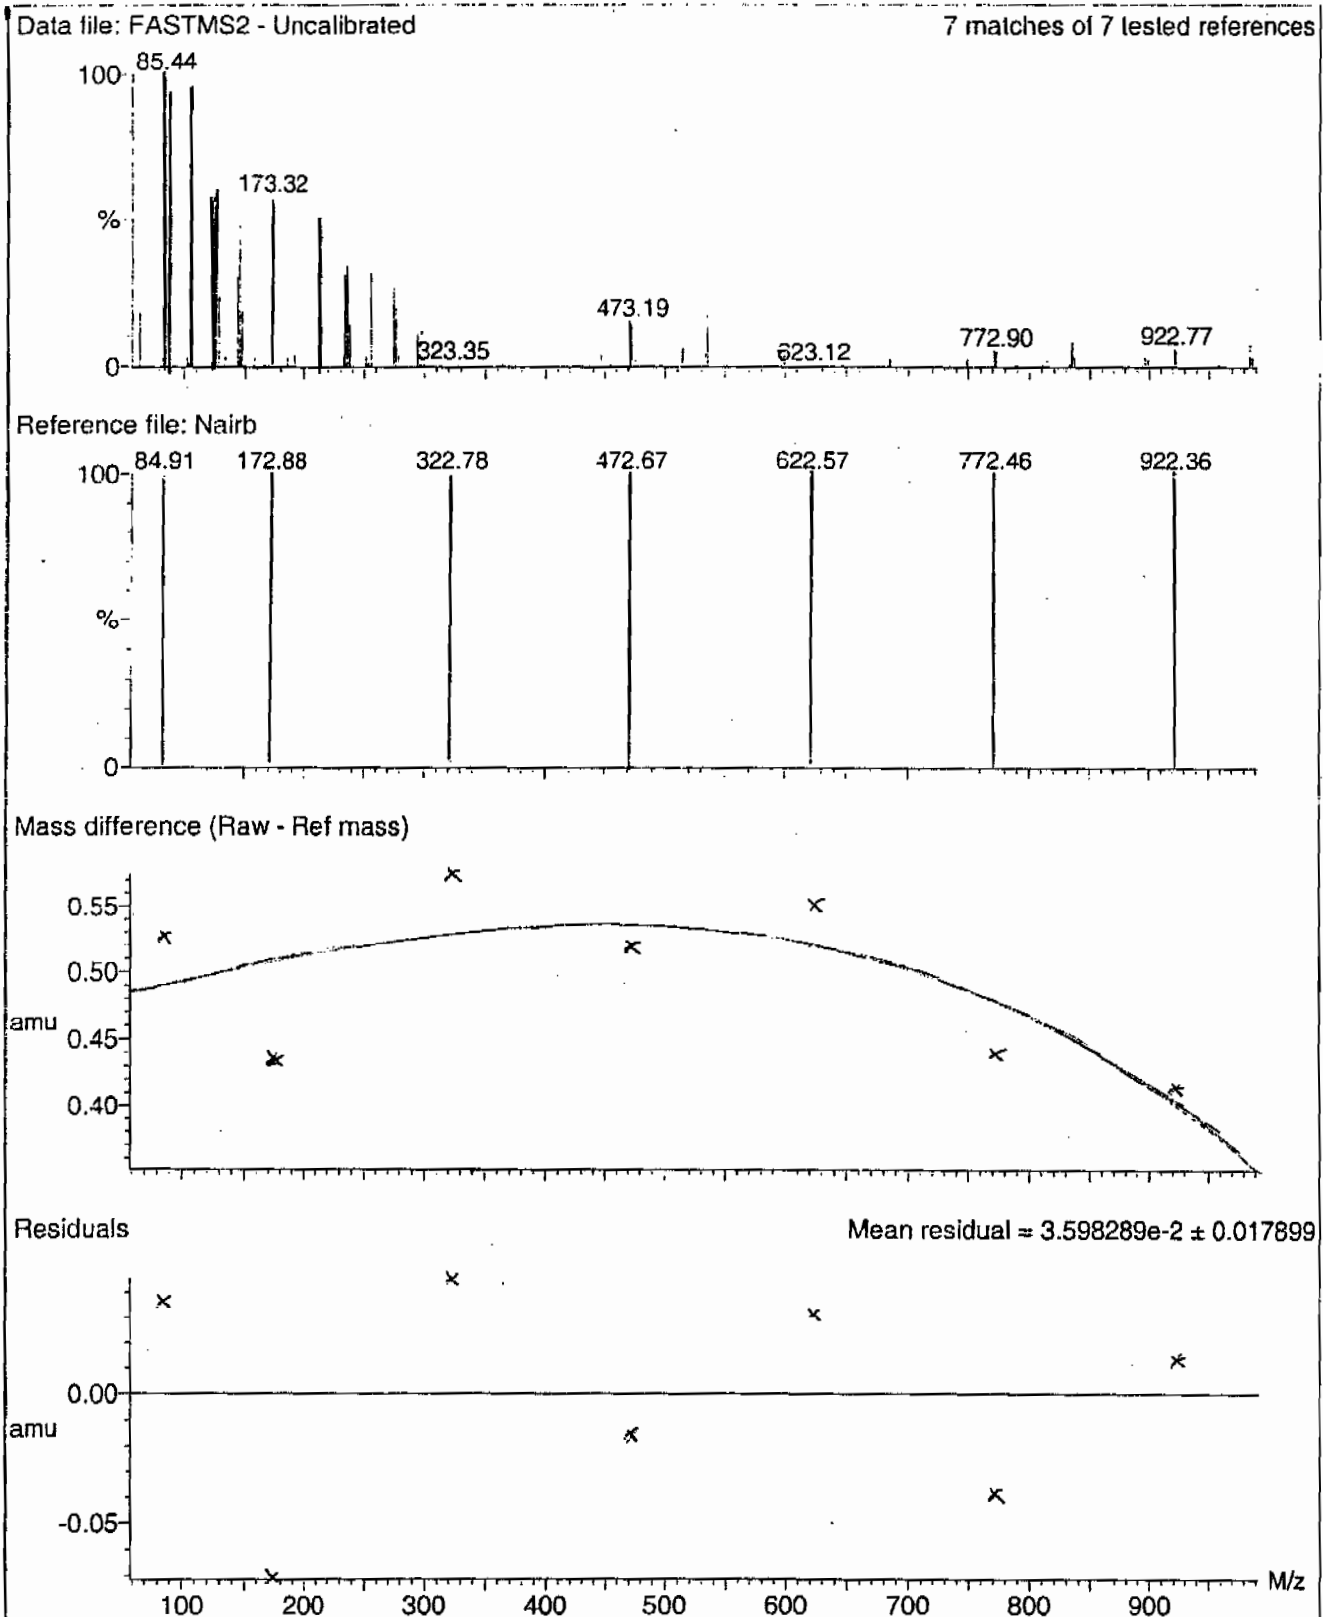 Data file: FASTMS2 - Uncalibrated 7 matches of 7 tested references
85.44
100
173.32
%
473.19
772.90 922.77
323.35 623.12
0
Reference file: Nairb
84.91 172.88 322.78 472.67 622.57 772.46 922.36
100
%
0
Mass difference (Raw - Ref mass)
0.55
0.50
amu
0.45
0.40
Residuals Mean residual = 3.598289e-2 ± 0.017899
0.00
amu
-0.05
M/z
100 200 300 400 500 600 700 800 900